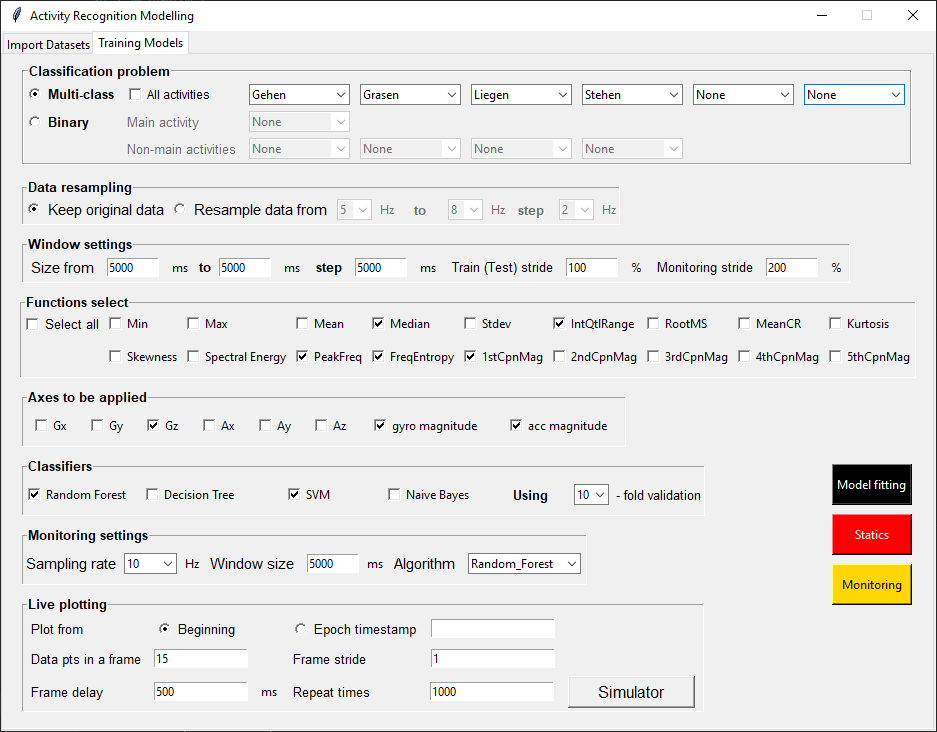 Activity Recognition Modelling
Import Datasets Training Models
Classification problem
Multi-class All activities Gehen Grasen Liegen Stehen None None
Binary Main activity None
Non-main activities None None None None
Data resampling
Keep original data Resample data from 5 Hz to 8 Hz step 2 Hz
Window settings
Size from 5000 ms to 5000 ms step 5000 ms Train (Test) stride 100 % Monitoring stride 200 %
Functions select
Select all Min Max Mean Median Stdev IntQtlRange RootMS MeanCR Kurtosis
Skewness Spectral Energy PeakFreq FreqEntropy 1stCpnMag 2ndCpnMag 3rdCpnMag 4thCpnMag 5thCpnMag
Axes to be applied
Gx Gy Gz Ax Ay Az gyro magnitude acc magnitude
Classifiers
Random Forest Decision Tree SVM Naive Bayes Using 10 - fold validation
Model fitting
Statics
Monitoring settings
Sampling rate 10 Hz Window size 5000 ms Algorithm Random_Forest
Monitoring
Live plotting
Plot from Beginning Epoch timestamp
Data pts in a frame 15 Frame stride 1
Frame delay 500 ms Repeat times 1000 Simulator